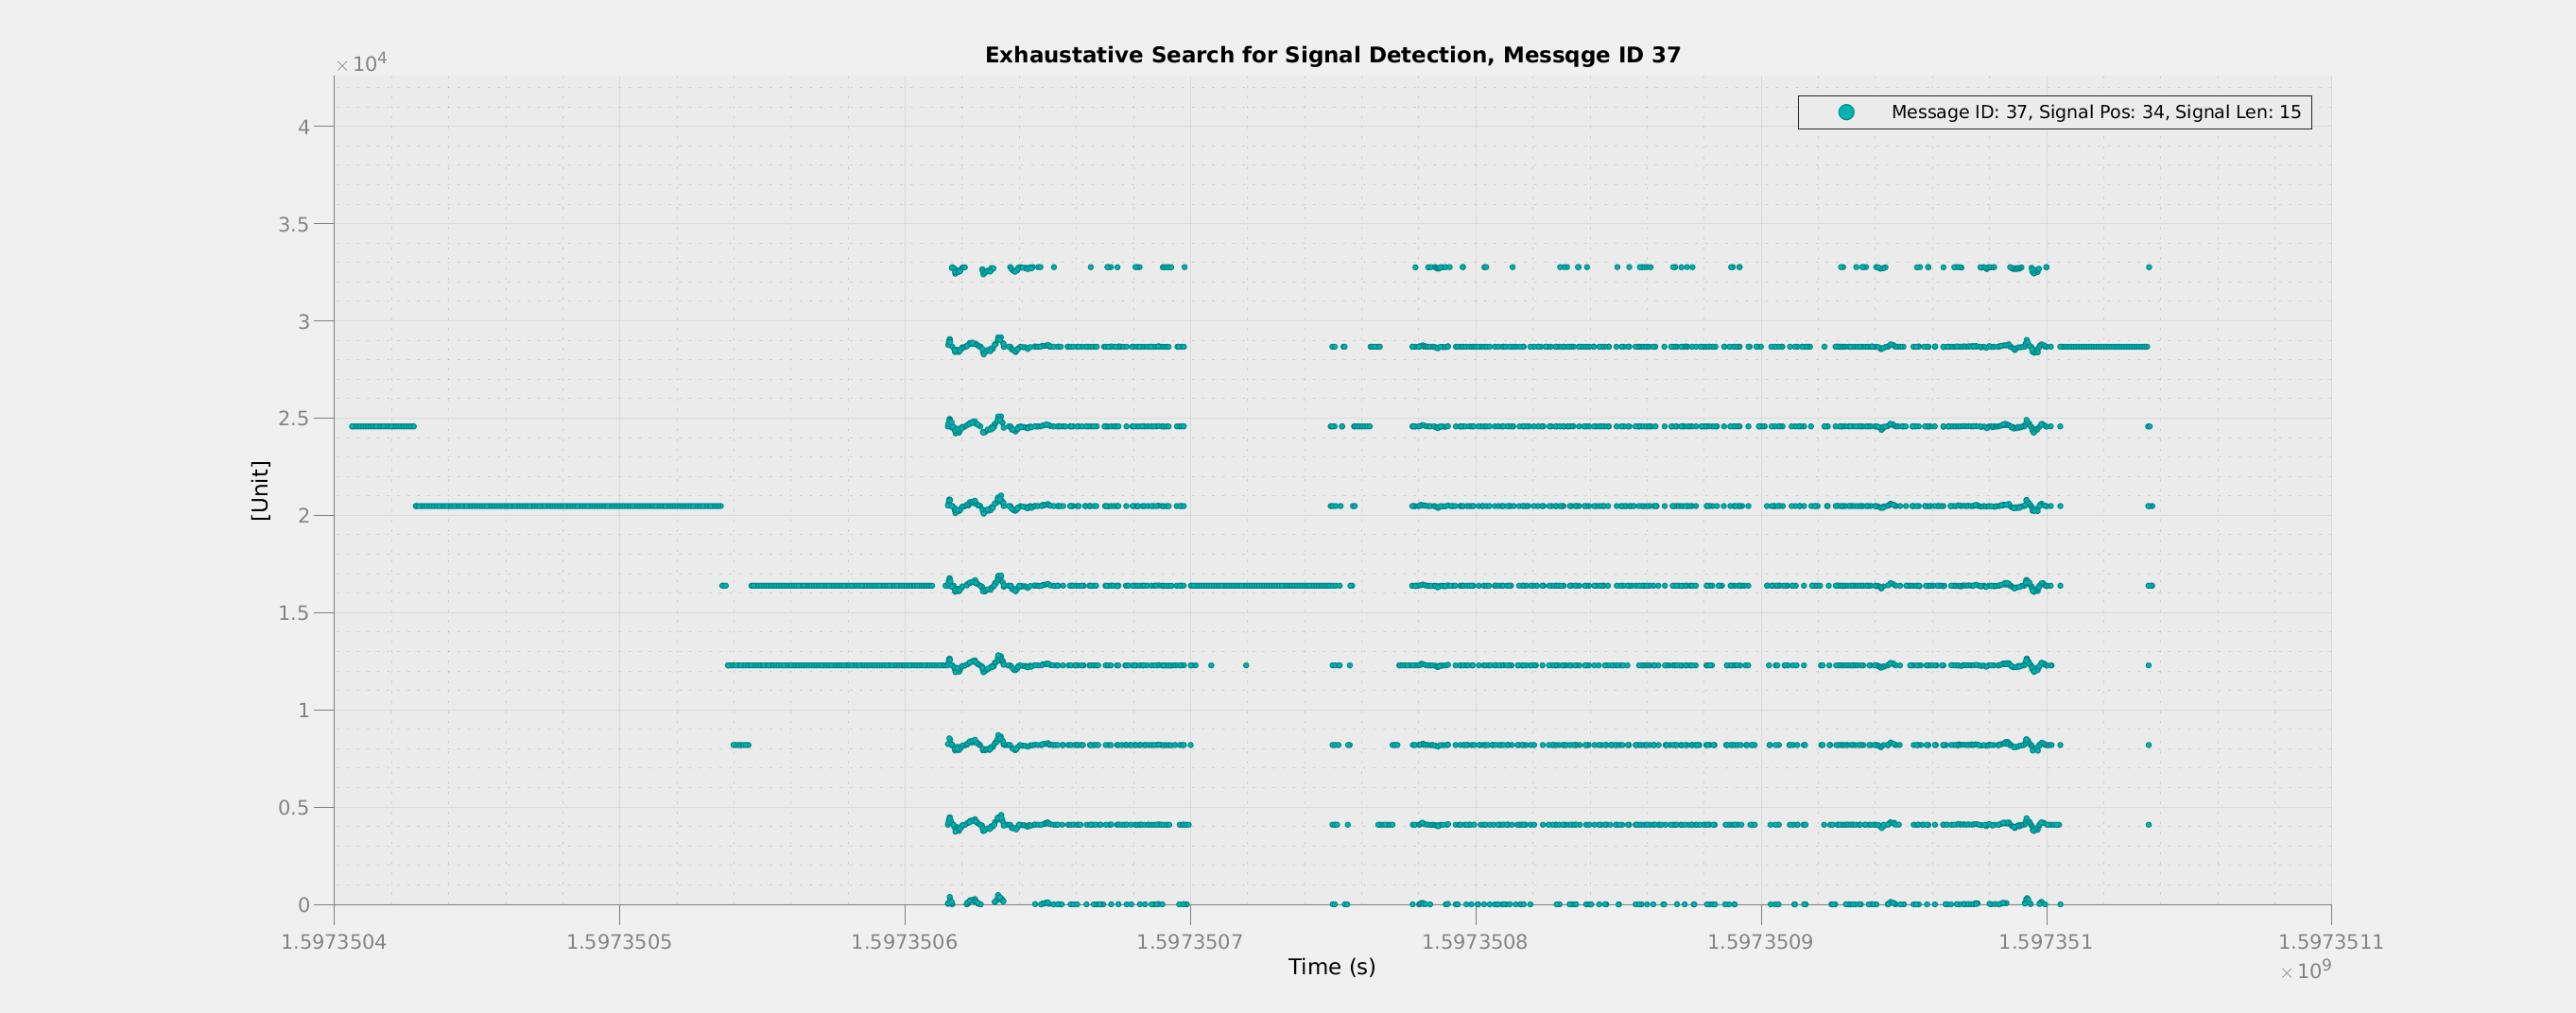 Exhaustative Search for Signal Detection, Messqge ID 37
×10^4
Message ID: 37, Signal Pos: 34, Signal Len: 15
4
3.5
3
2.5
2
1.5
1
0.5
0
[Unit]
1.5973504 1.5973505 1.5973506 1.5973507 1.5973508 1.5973509 1.597351 1.5973511
Time (s)
×10^9